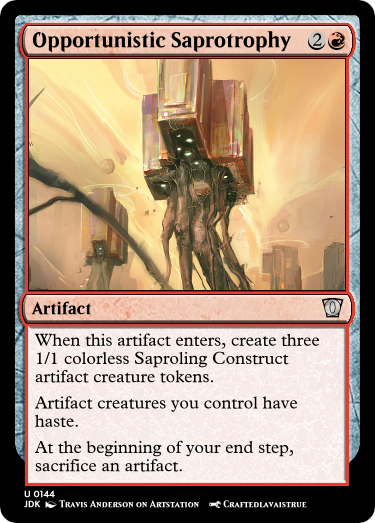 Opportunistic Saprotrophy 2
Artifact
When this artifact enters, create three
1/1 colorless Saproling Construct
artifact creature tokens.
Artifact creatures you control have
haste.
At the beginning of your end step,
sacrifice an artifact.
U 0144
JDK Travis Anderson on Artstation Craftedlavaistrue